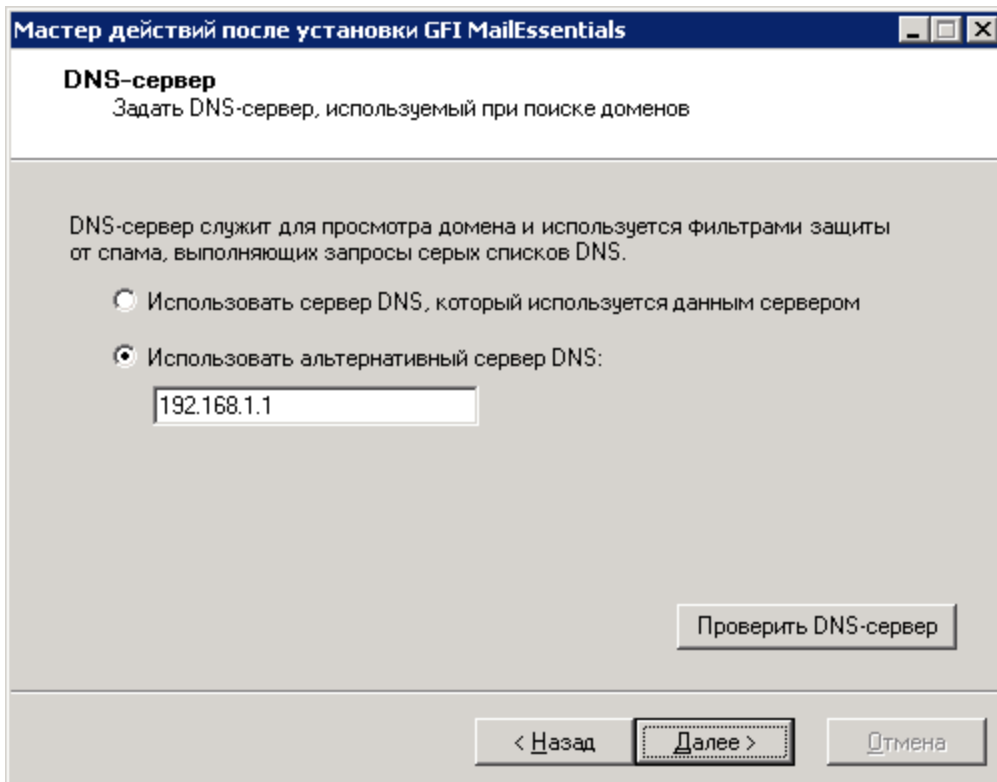 Мастер действий после установки GFI MailEssentials
DNS-сервер
Задать DNS-сервер, используемый при поиске доменов
DNS-сервер служит для просмотра домена и используется фильтрами защиты
от спама, выполняющих запросы серых списков DNS.
Использовать сервер DNS, который используется данным сервером
Использовать альтернативный сервер DNS:
192.168.1.1
Проверить DNS-сервер
< Назад
Далее >
Отмена